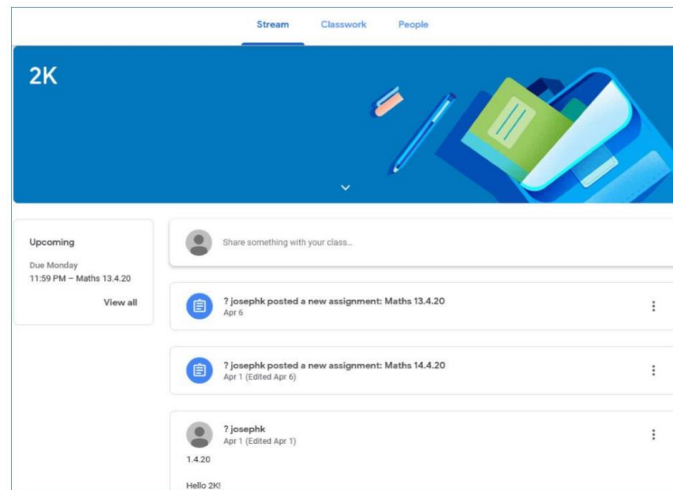 Stream Classwork People
2K
Upcoming
Due Monday
11:59 PM – Maths 13.4.20
View all
Share something with your class...
? josephk posted a new assignment: Maths 13.4.20
Apr 6
? josephk posted a new assignment: Maths 14.4.20
Apr 1 (Edited Apr 6)
? josephk
Apr 1 (Edited Apr 1)
1.4.20
Hello 2K!